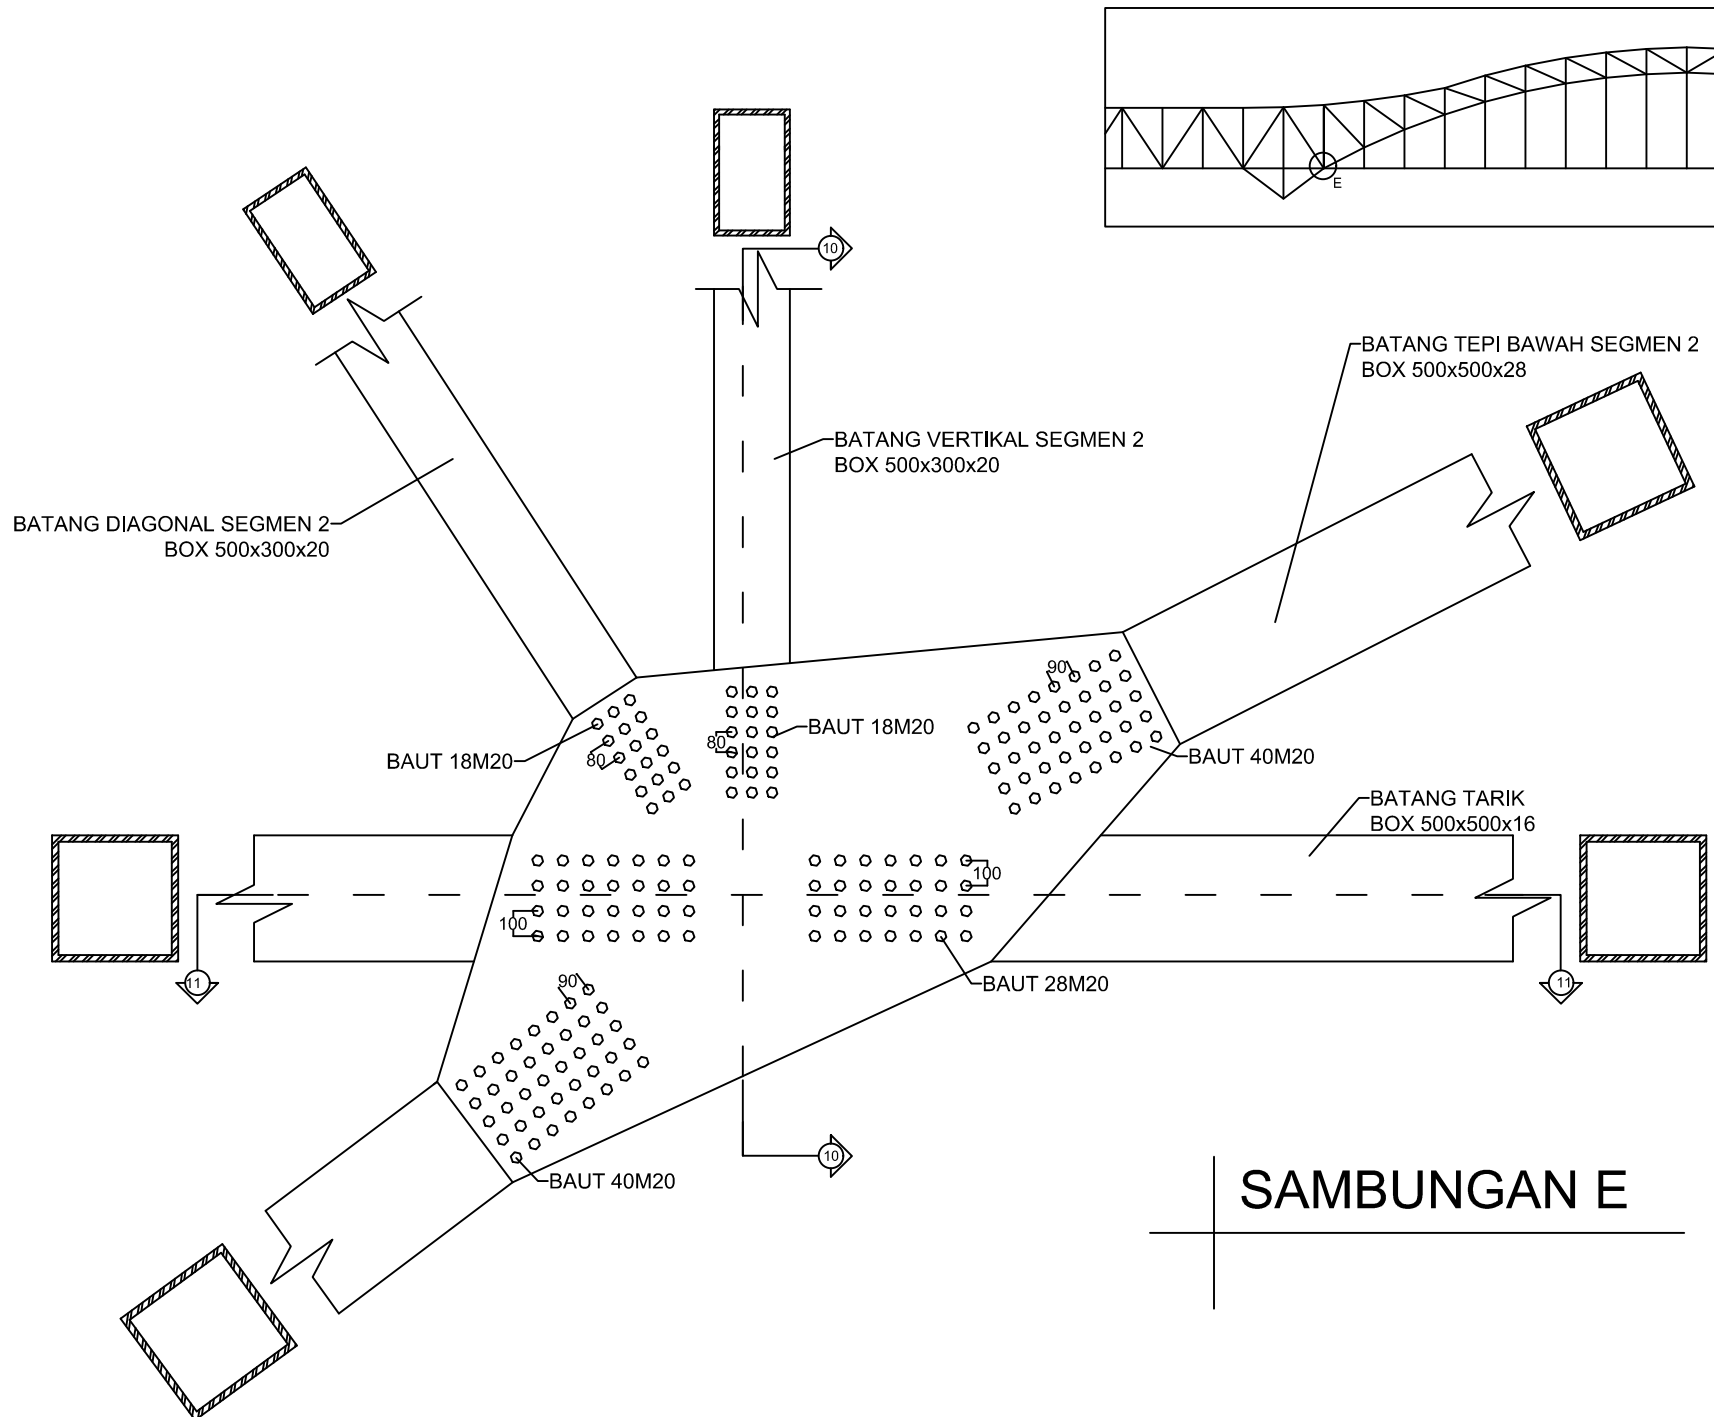 E
10
BATANG TEPI BAWAH SEGMEN 2
BOX 500x500x28
BATANG VERTIKAL SEGMEN 2
BOX 500x300x20
BATANG DIAGONAL SEGMEN 2
BOX 500x300x20
90
BAUT 18M20
80
BAUT 18M20
80
BAUT 40M20
BATANG TARIK
BOX 500x500x16
100
100
11
90
BAUT 28M20
11
10
BAUT 40M20
SAMBUNGAN E